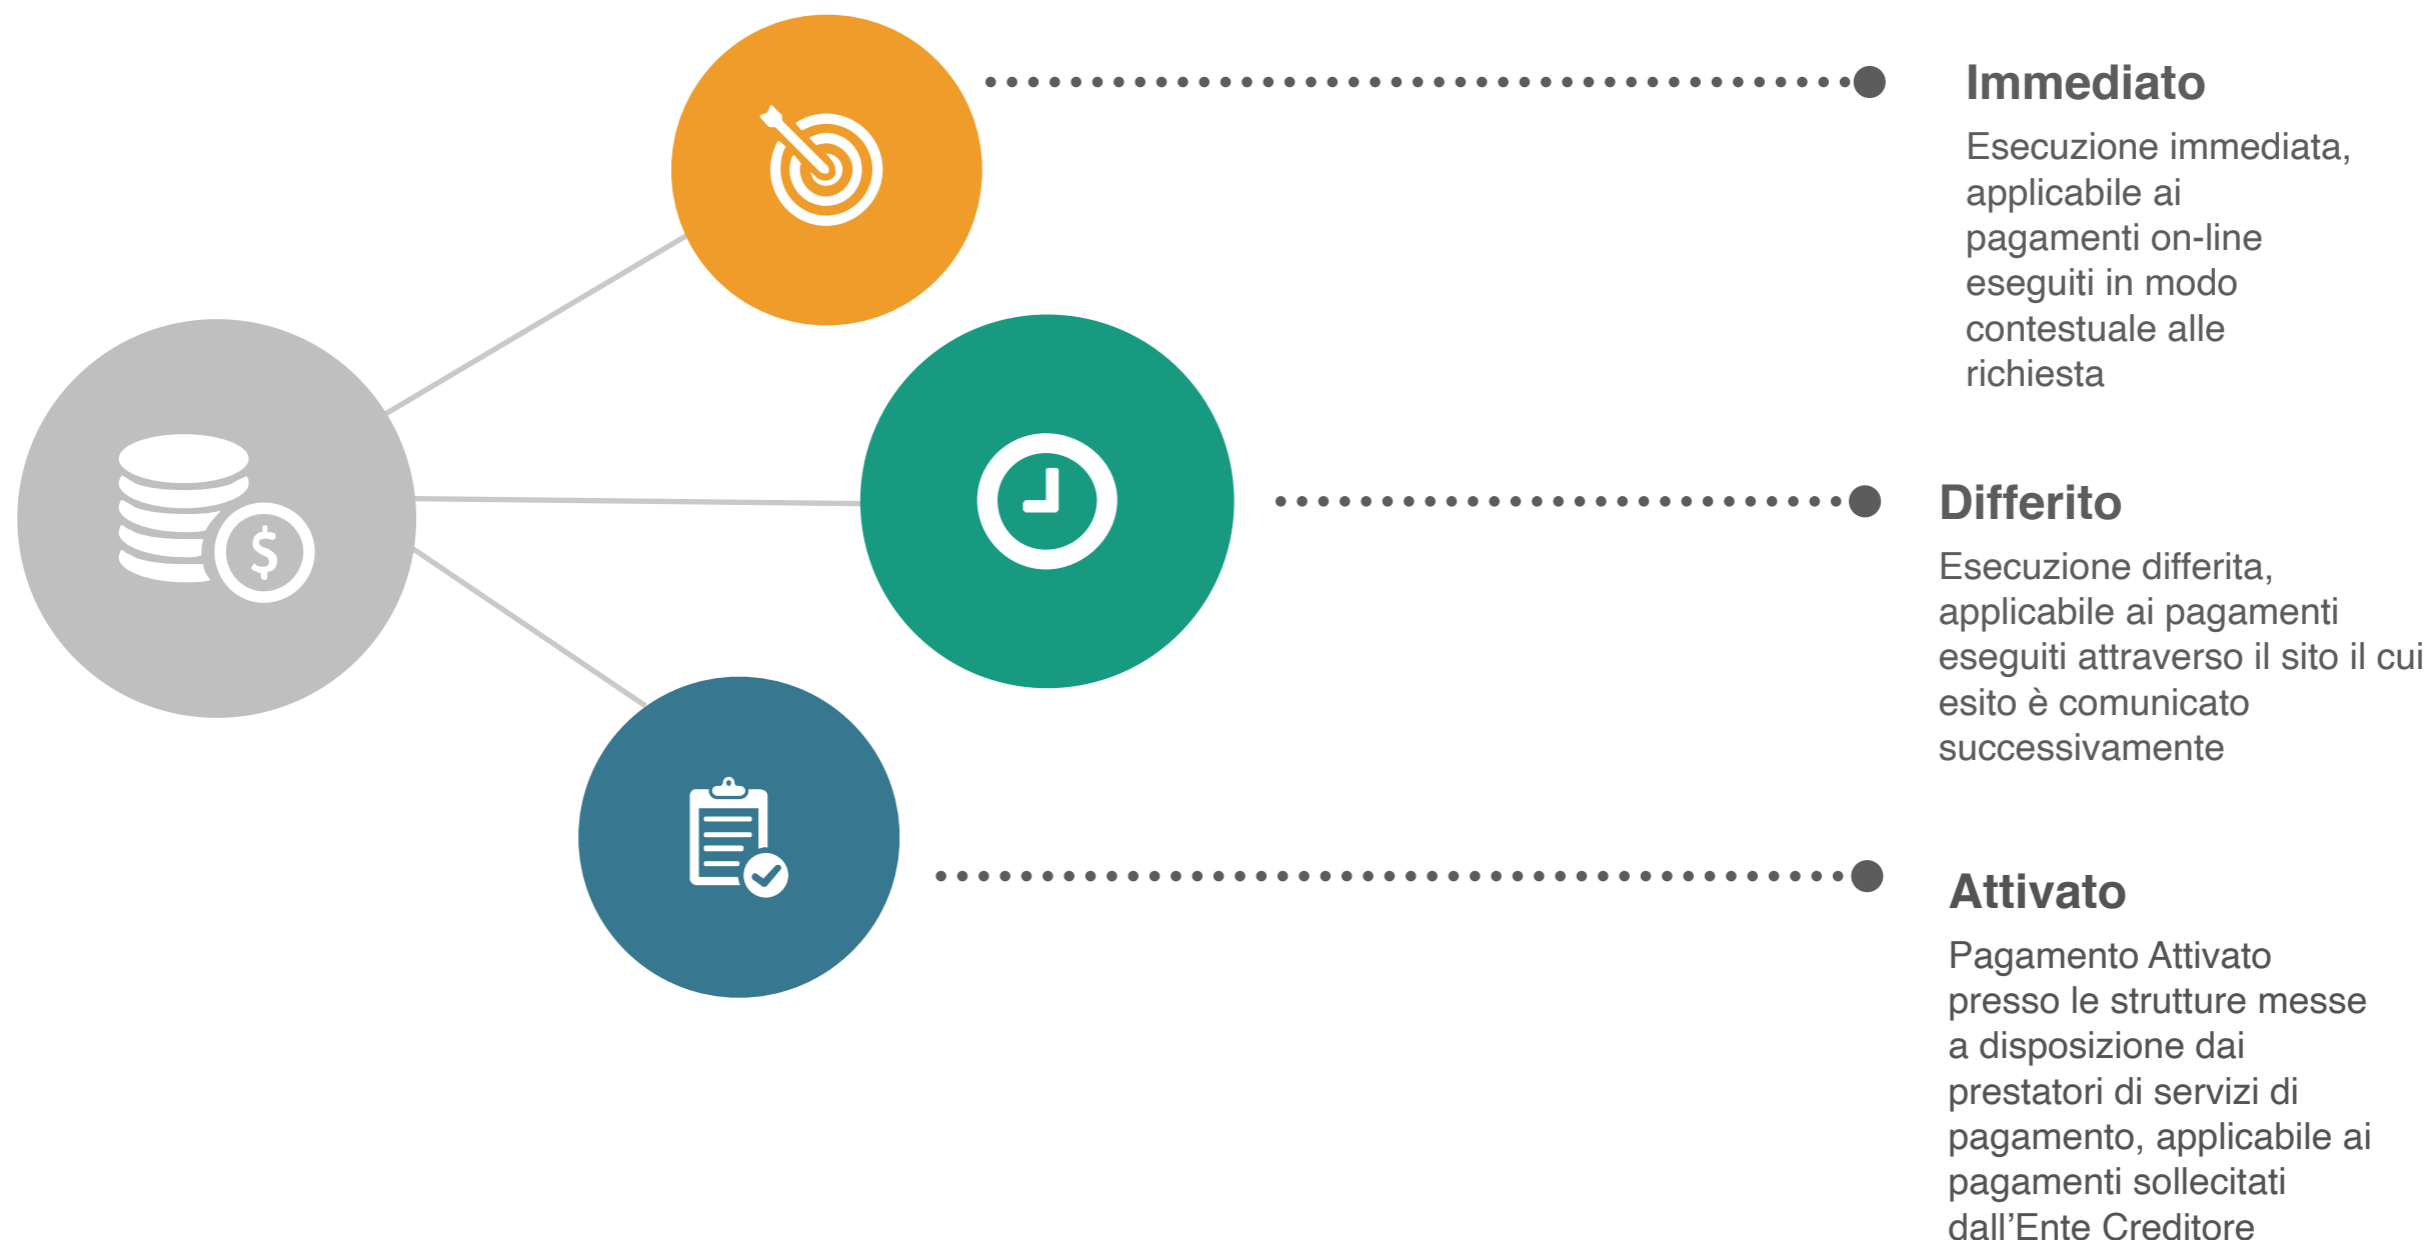 Immediato
Esecuzione immediata,
applicabile ai
pagamenti on-line
eseguiti in modo
contestuale alle
richiesta
Differito
Esecuzione differita,
applicabile ai pagamenti
eseguiti attraverso il sito il cui
esito è comunicato
successivamente
$
Attivato
Pagamento Attivato
presso le strutture messe
a disposizione dai
prestatori di servizi di
pagamento, applicabile ai
pagamenti sollecitati
dall'Ente Creditore